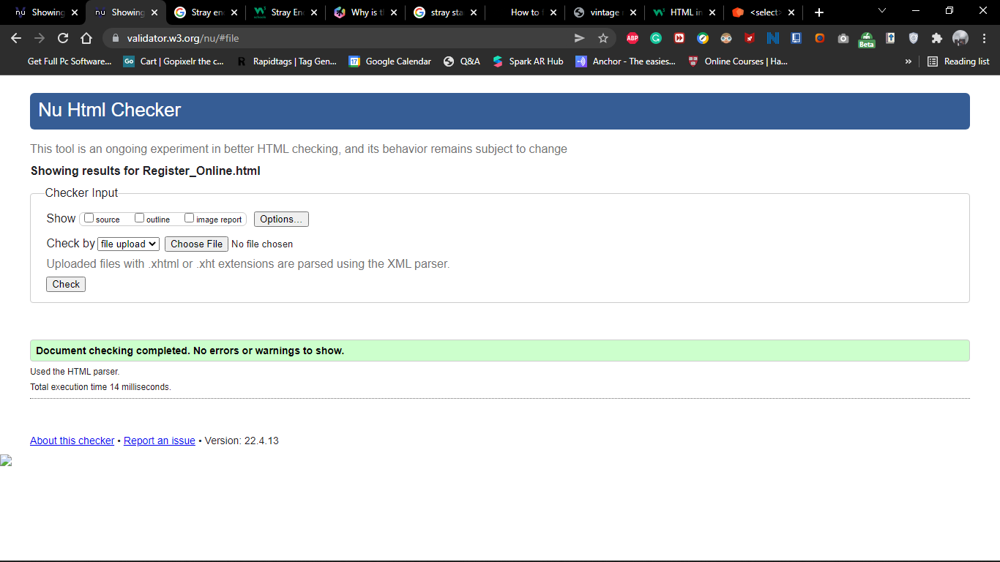 Showing Showing Stray en Stray En Why is t stray sta How to vintage HTML in <select>
validator.w3.org/nu/#file
ABP Beta
Get Full Pc Software... Go Cart | Gopixelr the c... R Rapidtags | Tag Gen... 17 Google Calendar Q&A Spark AR Hub Anchor - The easies... Online Courses | Ha... » Reading list
Nu Html Checker
This tool is an ongoing experiment in better HTML checking, and its behavior remains subject to change
Showing results for Register_Online.html
Checker Input
Show source outline image report Options...
Check by file upload Choose File No file chosen
Uploaded files with .xhtml or .xht extensions are parsed using the XML parser.
Check
Document checking completed. No errors or warnings to show.
Used the HTML parser.
Total execution time 14 milliseconds.
About this checker • Report an issue • Version: 22.4.13